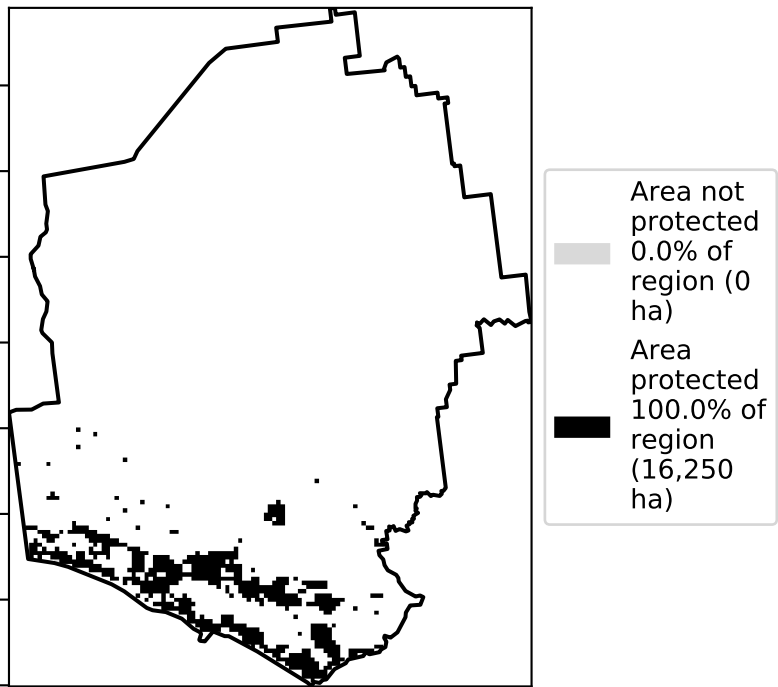 Area not
protected
0.0% of
region (0
ha)
Area
protected
100.0% of
region
(16,250
ha)